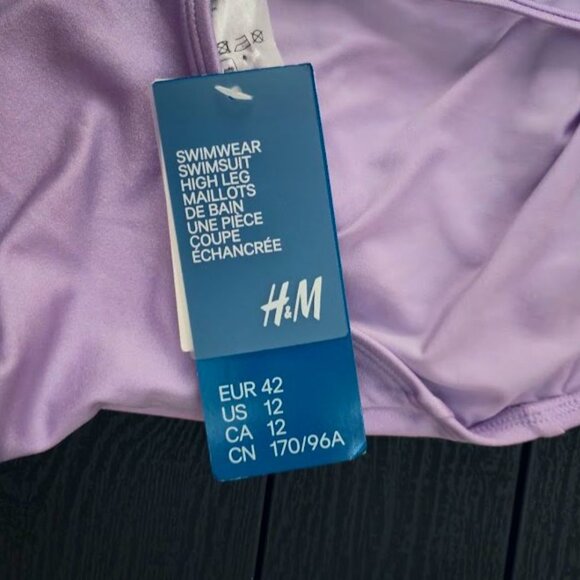 SWIMWEAR
SWIMSUIT
HIGH LEG
MAILLOTS
DE BAIN
UNE PIÈCE
COUPE
ÉCHANCRÉE
H&M
EUR 42
US 12
CA 12
CN 170/96A